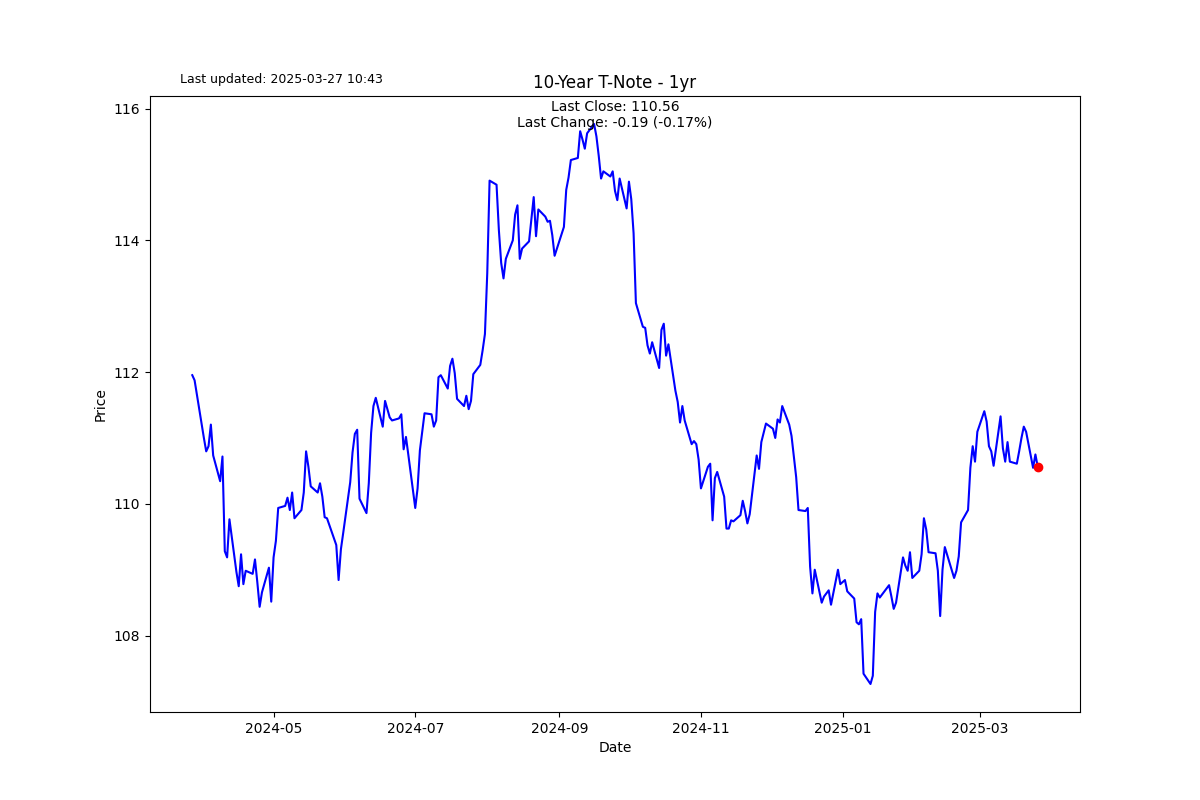 Last updated: 2025-03-27 10:43
10-Year T-Note - 1yr
Last Close: 110.56
Last Change: -0.19 (-0.17%)
116
114
112
110
108
Price
2024-05
2024-07
2024-09
2024-11
2025-01
2025-03
Date